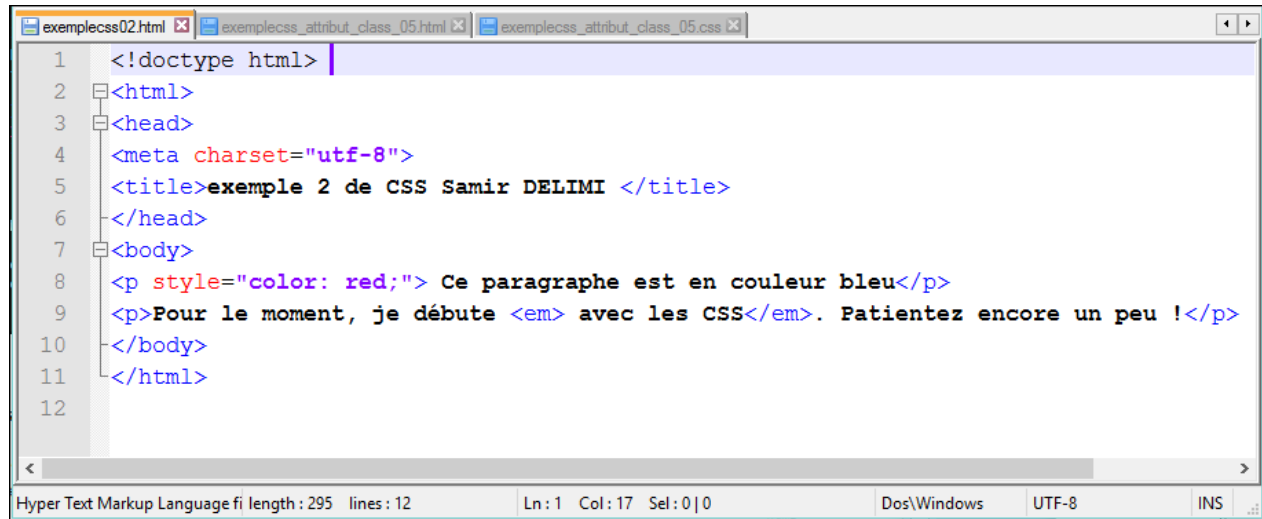 exemplecss02.html exemplecss_attribut_class_05.html exemplecss_attribut_class_05.css
1 <!doctype html>
2 <html>
3 <head>
4 <meta charset="utf-8">
5 <title>exemple 2 de CSS Samir DELIMI </title>
6 </head>
7 <body>
8 <p style="color: red;"> Ce paragraphe est en couleur bleu</p>
9 <p>Pour le moment, je débute <em> avec les CSS</em>. Patientez encore un peu !</p>
10 </body>
11 </html>
12
Hyper Text Markup Language fi length : 295 lines : 12 Ln : 1 Col : 17 Sel : 0 | 0 Dos\Windows UTF-8 INS